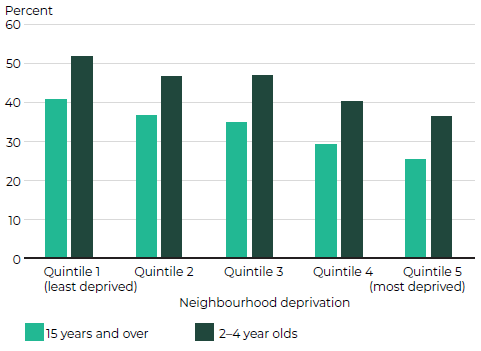 Percent
60
50
40
30
20
10
0
Quintile 1 Quintile 2 Quintile 3 Quintile 4 Quintile 5
(least deprived) (most deprived)
Neighbourhood deprivation
15 years and over 2–4 year olds